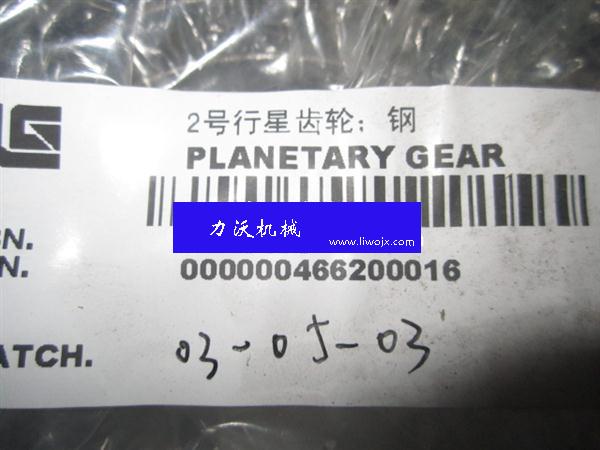 2号行星齿轮；钢
PLANETARY GEAR
力沃机械
www.liwojx.com
N.
000000466200016
ATCH. 03-05-03